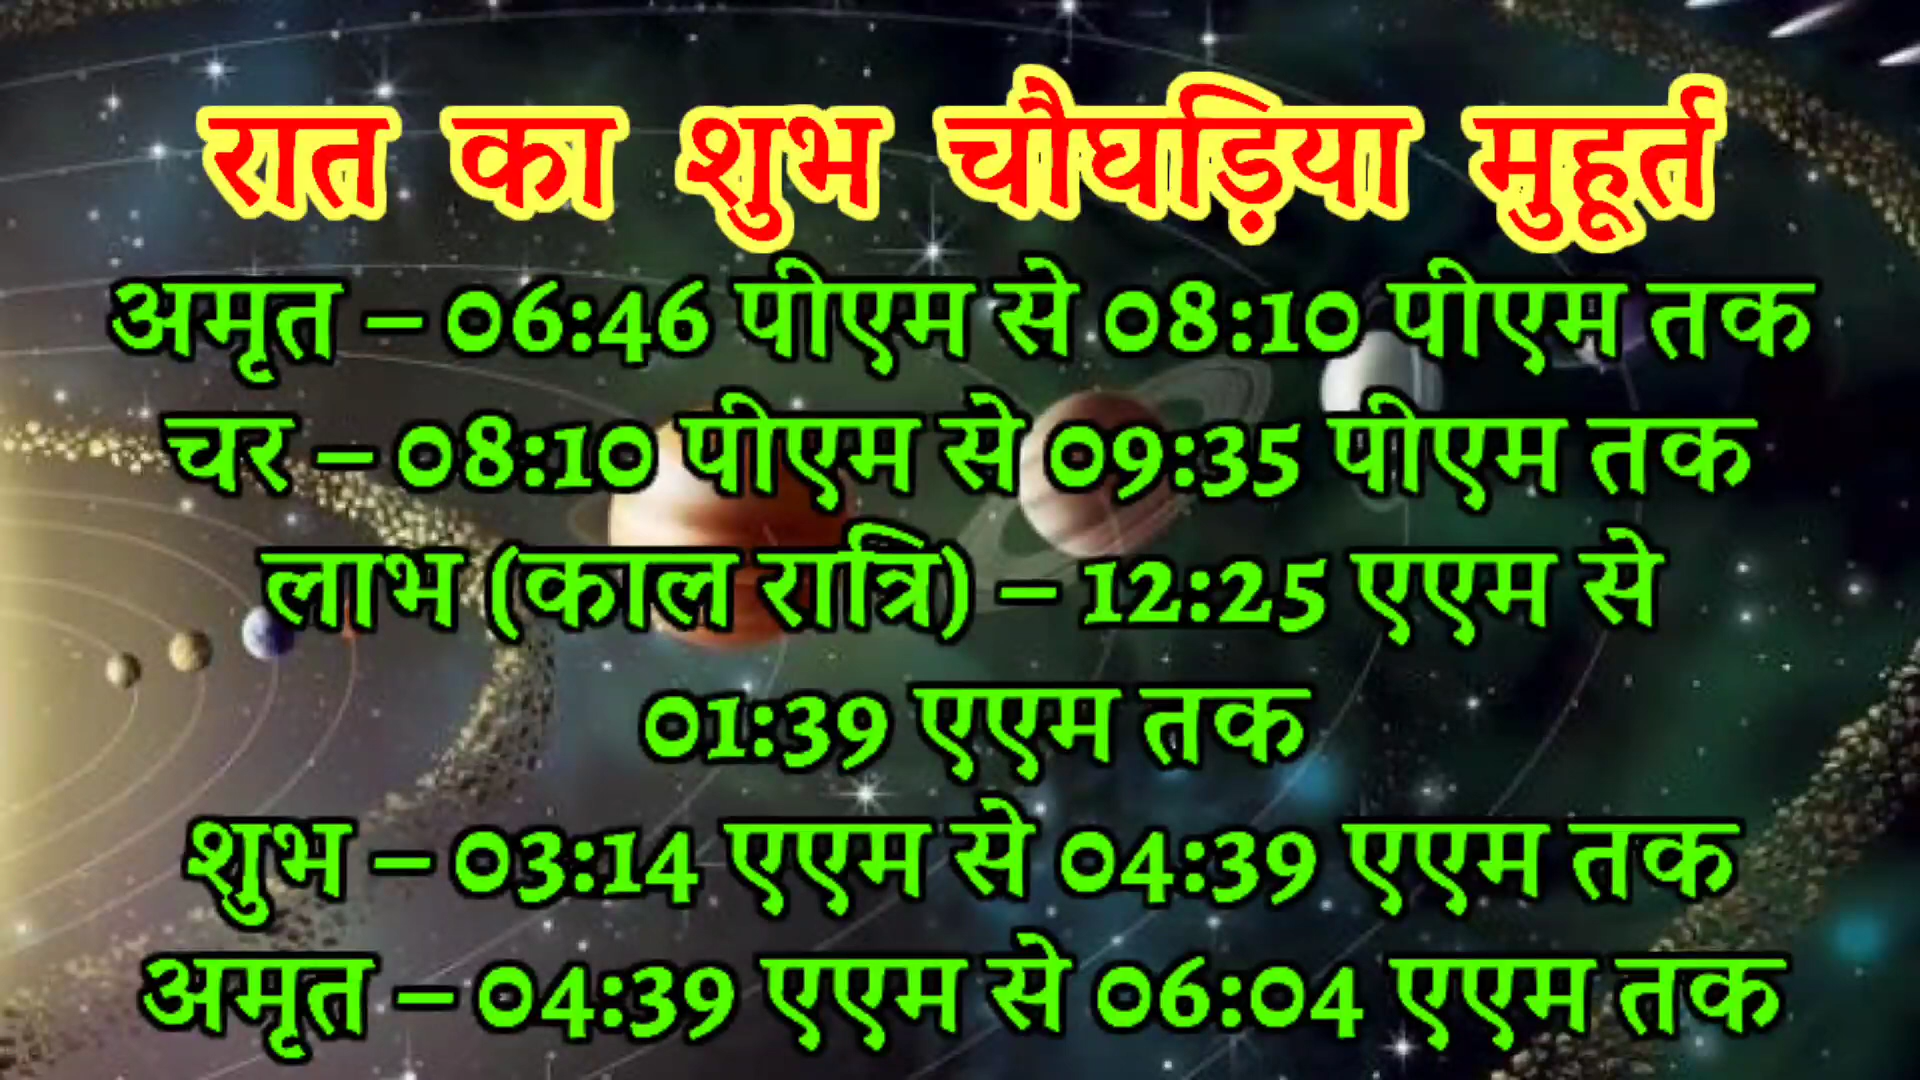 रात का शुभ चौघड़िया मुहूर्त
अमृत – 06:46 पीएम से 08:10 पीएम तक
चर – 08:10 पीएम से 09:35 पीएम तक
लाभ (काल रात्रि) – 12:25 एएम से
01:39 एएम तक
शुभ – 03:14 एएम से 04:39 एएम तक
अमृत – 04:39 एएम से 06:04 एएम तक